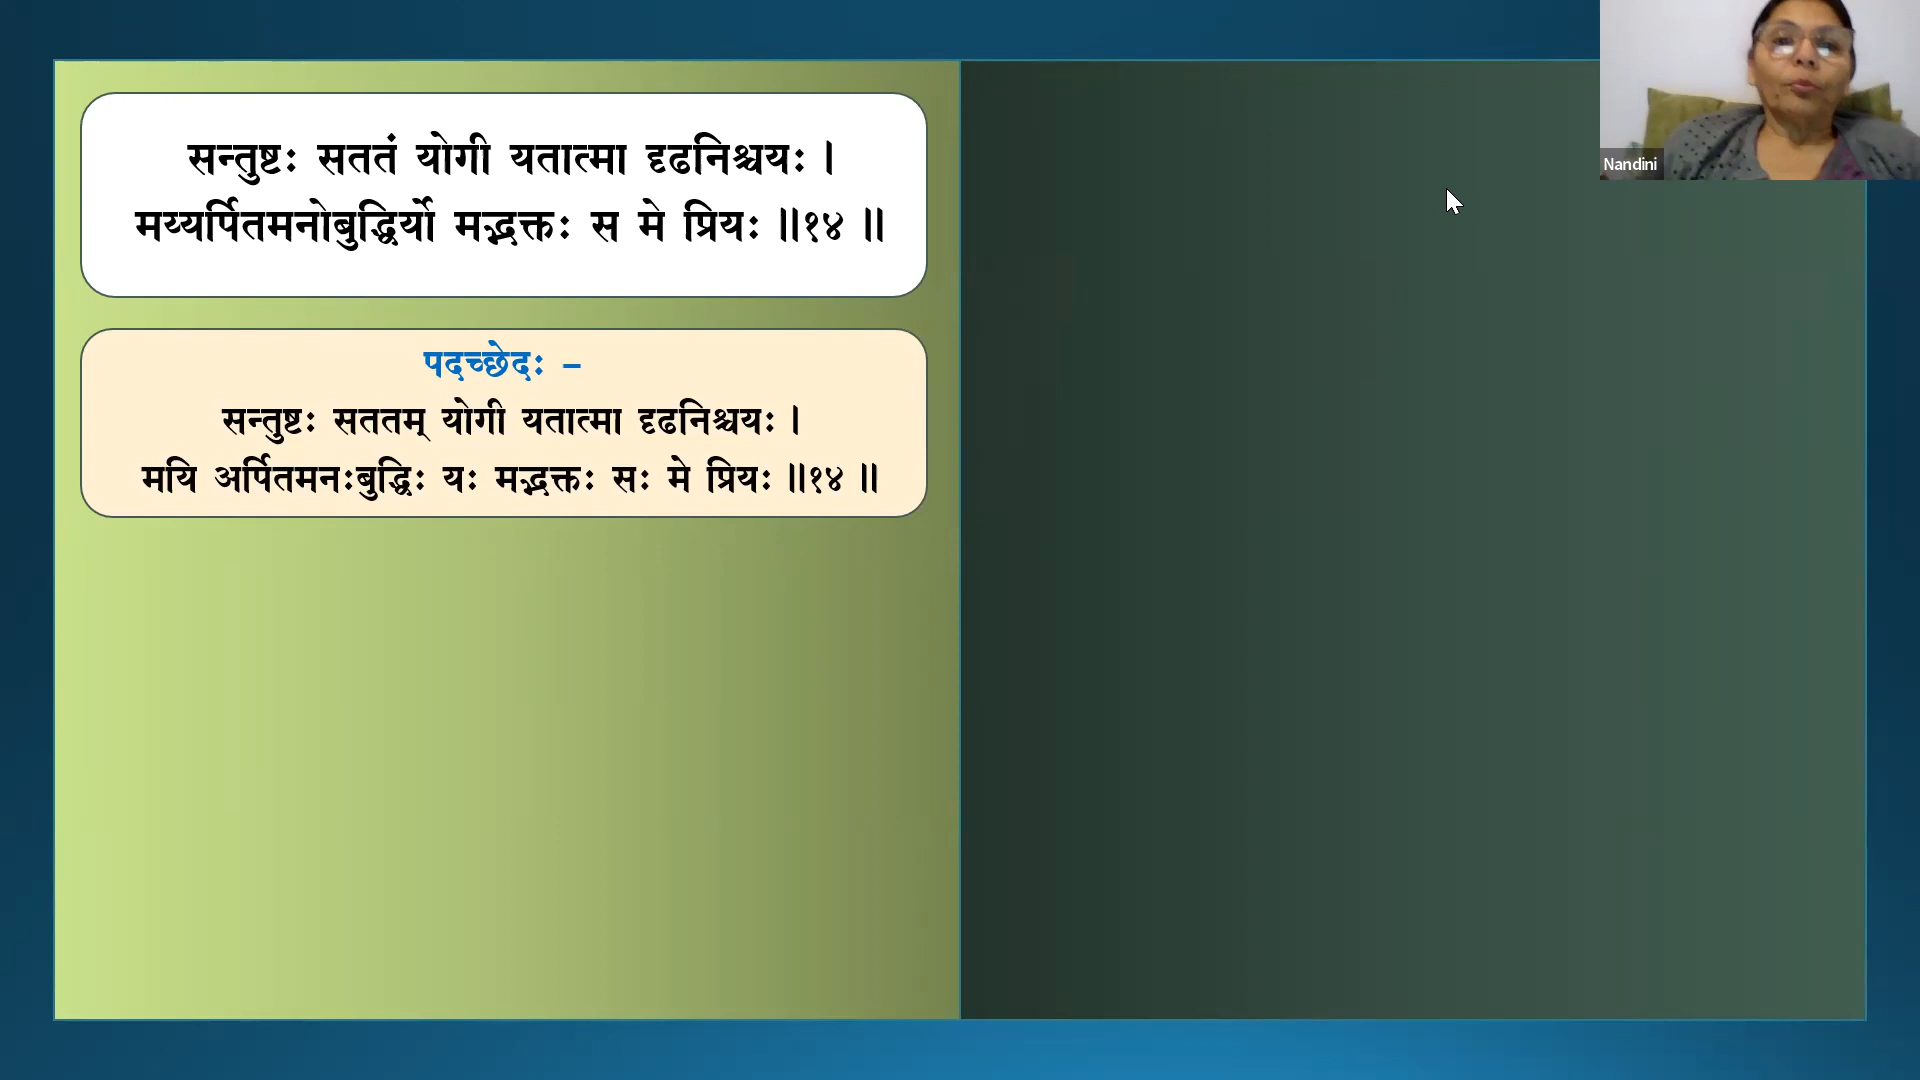 सन्तुष्टः सततं योगी यतात्मा दृढनिश्चयः ।
मय्यर्पितमनोबुद्धिर्यो मद्भक्तः स मे प्रियः ॥१४ ॥
पदच्छेदः –
सन्तुष्टः सततम् योगी यतात्मा दृढनिश्चयः ।
मयि अर्पितमनःबुद्धिः यः मद्भक्तः सः मे प्रियः ॥१४ ॥
Nandini